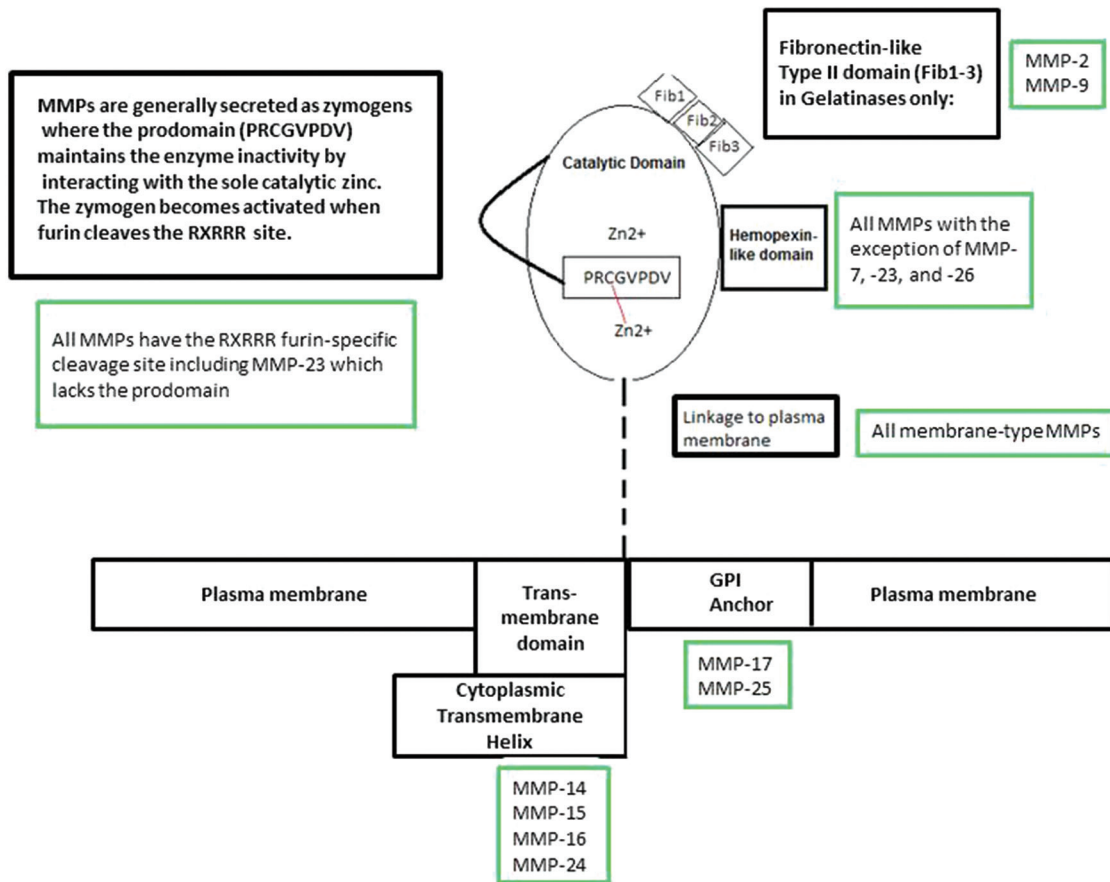 MMPs are generally secreted as zymogens
where the prodomain (PRCGVPDV)
maintains the enzyme inactivity by
interacting with the sole catalytic zinc.
The zymogen becomes activated when
furin cleaves the RXRRR site.
All MMPs have the RXRRR furin-specific
cleavage site including MMP-23 which
lacks the prodomain
Fib1
Fib2
Fib3
Catalytic Domain
Zn2+
PRCGVPDV
Zn2+
Fibronectin-like
Type II domain (Fib1-3)
in Gelatinases only:
MMP-2
MMP-9
Hemopexin-
like domain
All MMPs with the
exception of MMP-
7, -23, and -26
Linkage to plasma
membrane
All membrane-type MMPs
Plasma membrane
Trans-
membrane
domain
GPI
Anchor
Plasma membrane
Cytoplasmic
Transmembrane
Helix
MMP-17
MMP-25
MMP-14
MMP-15
MMP-16
MMP-24